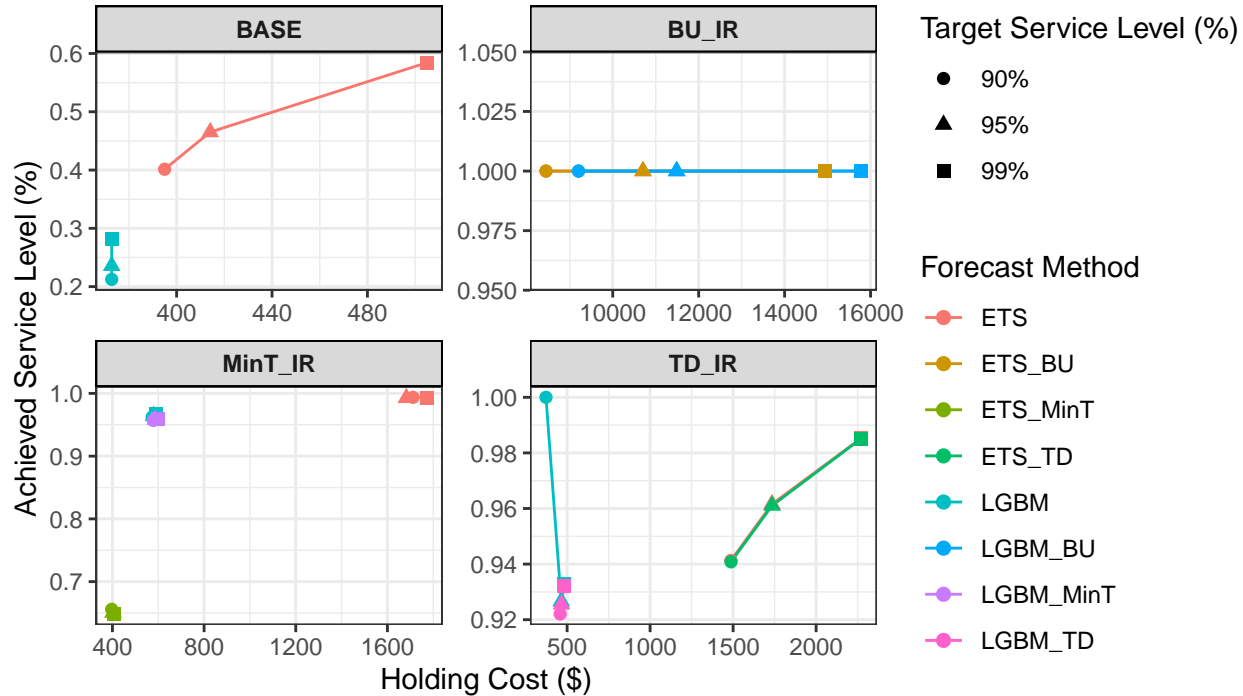 BASE
BU_IR
0.6
0.5
0.4
0.3
0.2
400
440
480
1.050
1.025
1.000
0.975
0.950
10000
12000
14000
16000
MinT_IR
TD_IR
1.0
0.9
0.8
0.7
400
800
1200
1600
1.00
0.98
0.96
0.94
0.92
500
1000
1500
2000
Achieved Service Level (%)
Holding Cost ($)
Target Service Level (%)
90%
95%
99%
Forecast Method
ETS
ETS_BU
ETS_MinT
ETS_TD
LGBM
LGBM_BU
LGBM_MinT
LGBM_TD